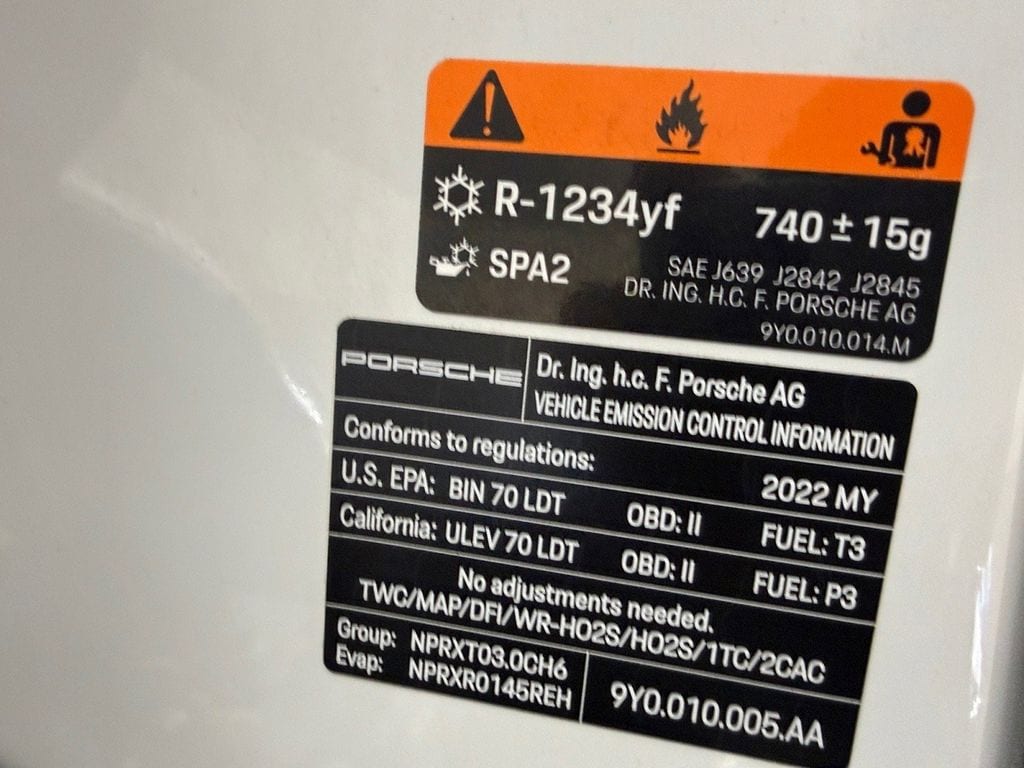 R-1234yf 740 ± 15g
SPA2
SAE J639 J2842 J2845
DR. ING. H.C. F. PORSCHE AG
9Y0.010.014.M
PORSCHE
Dr. Ing. h.c. F. Porsche AG
VEHICLE EMISSION CONTROL INFORMATION
Conforms to regulations: 2022 MY
U.S. EPA: BIN 70 LDT OBD: II FUEL: T3
California: ULEV 70 LDT OBD: II FUEL: P3
No adjustments needed.
TWC/MAP/DFI/WR-HO2S/HO2S/1TC/2CAC
Group: NPRXT03.0CH6
Evap: NPRXR0145REH
9Y0.010.005.AA